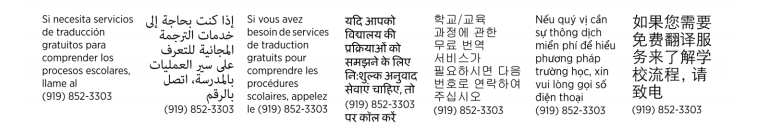 Si necesita servicios
de traducción
gratuitos para
comprender los
procesos escolares,
llame al
(919) 852-3303
إذا كنت بحاجة إلى
خدمات الترجمة
المجانية للتعرف
على سير العمليات
بالمدرسة، اتصل
بالرقم
(919) 852-3303
Si vous avez
besoin de services
de traduction
gratuits pour
comprendre les
procédures
scolaires, appelez
le (919) 852-3303
यदि आपको
विद्यालय की
प्रक्रियाओं को
समझने के लिए
नि:शुल्क अनुवाद
सेवाएं चाहिए, तो
(919) 852-3303
पर कॉल करें
학교/교육
과정에 관한
무료 번역
서비스가
필요하시면 다음
번호로 연락하여
주십시오
(919) 852-3303
Nếu quý vị cần
sự thông dịch
miễn phí để hiểu
phương pháp
trường học, xin
vui lòng gọi số
điện thoại
(919) 852-3303
如果您需要
免费翻译服
务来了解学
校流程，请
致电
(919) 852-3303